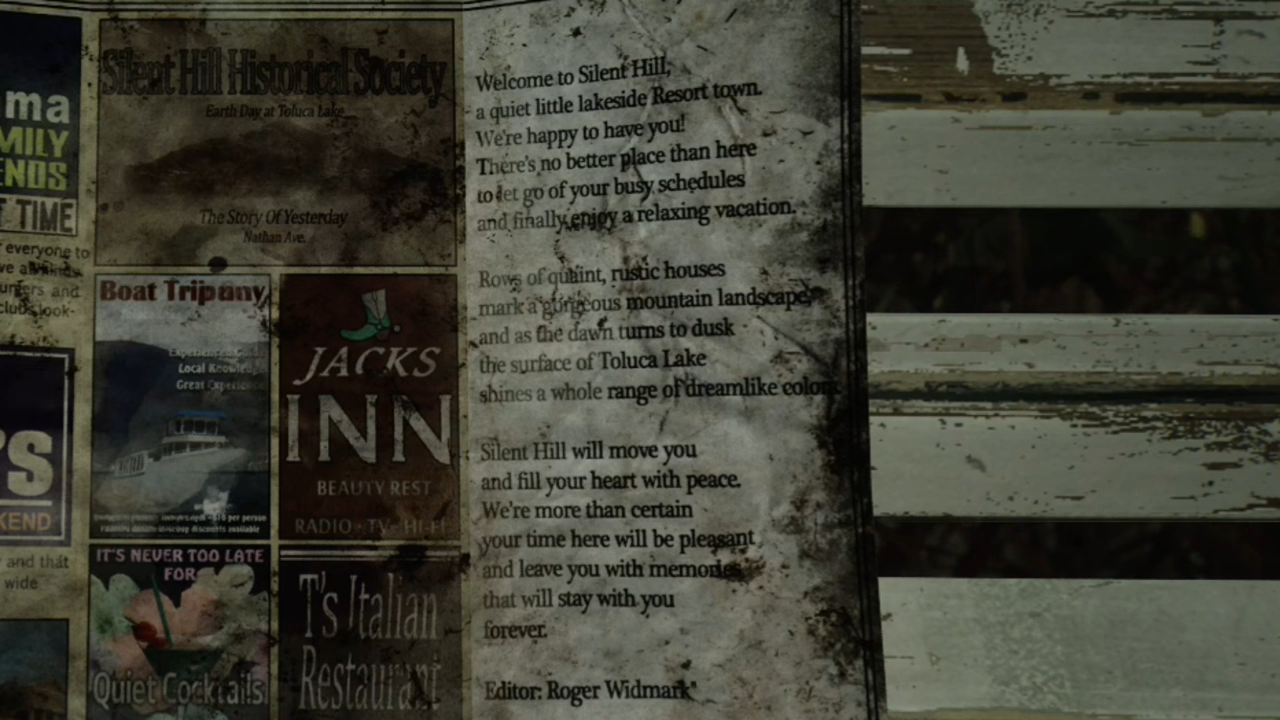 ma
MILY
ENDS
T TIME
everyone to
and
club look-
'S
KEND
and that
wide
Silent Hill Historical Society
Earth Day at Toluca Lake
The Story Of Yesterday
Nathan Ave.
Boat Trip
Local Knowledge
Great Experience
per person
discounts available
JACKS
INN
BEAUTY REST
RADIO · TV · HI-FI
IT'S NEVER TOO LATE
FOR
Quiet Cocktails
T's Italian
Restaurant
Welcome to Silent Hill,
a quiet little lakeside Resort town.
We're happy to have you!
There's no better place than here
to let go of your busy schedules
and finally enjoy a relaxing vacation.
Rows of quaint, rustic houses
mark a gorgeous mountain landscape,
and as the dawn turns to dusk
the surface of Toluca Lake
shines a whole range of dreamlike colors.
Silent Hill will move you
and fill your heart with peace.
We're more than certain
your time here will be pleasant
and leave you with memories
that will stay with you
forever.
Editor: Roger Widmark"